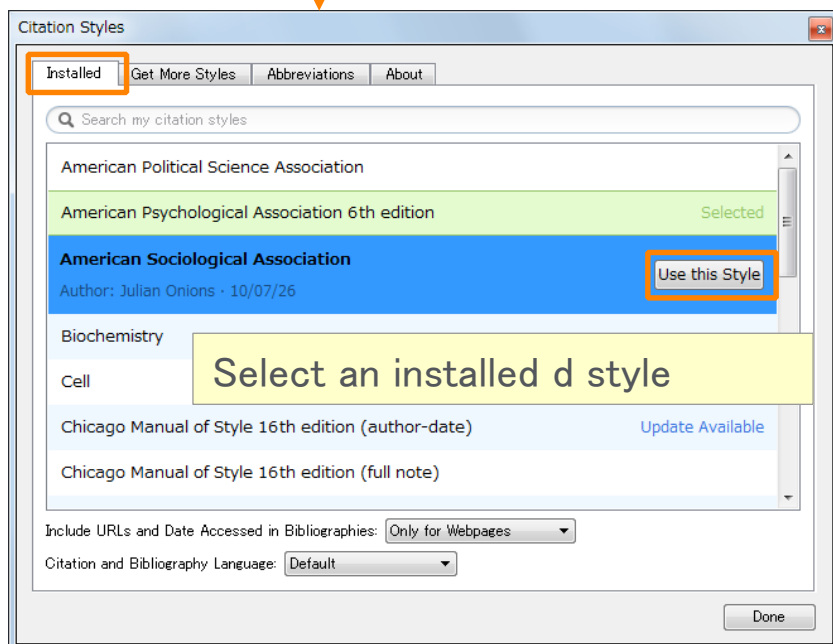 Citation Styles
Installed Get More Styles Abbreviations About
Search my citation styles
American Political Science Association
American Psychological Association 6th edition Selected
American Sociological Association
Use this Style
Author: Julian Onions · 10/07/26
Biochemistry
Select an installed d style
Cell
Chicago Manual of Style 16th edition (author-date) Update Available
Chicago Manual of Style 16th edition (full note)
Include URLs and Date Accessed in Bibliographies: Only for Webpages
Citation and Bibliography Language: Default
Done